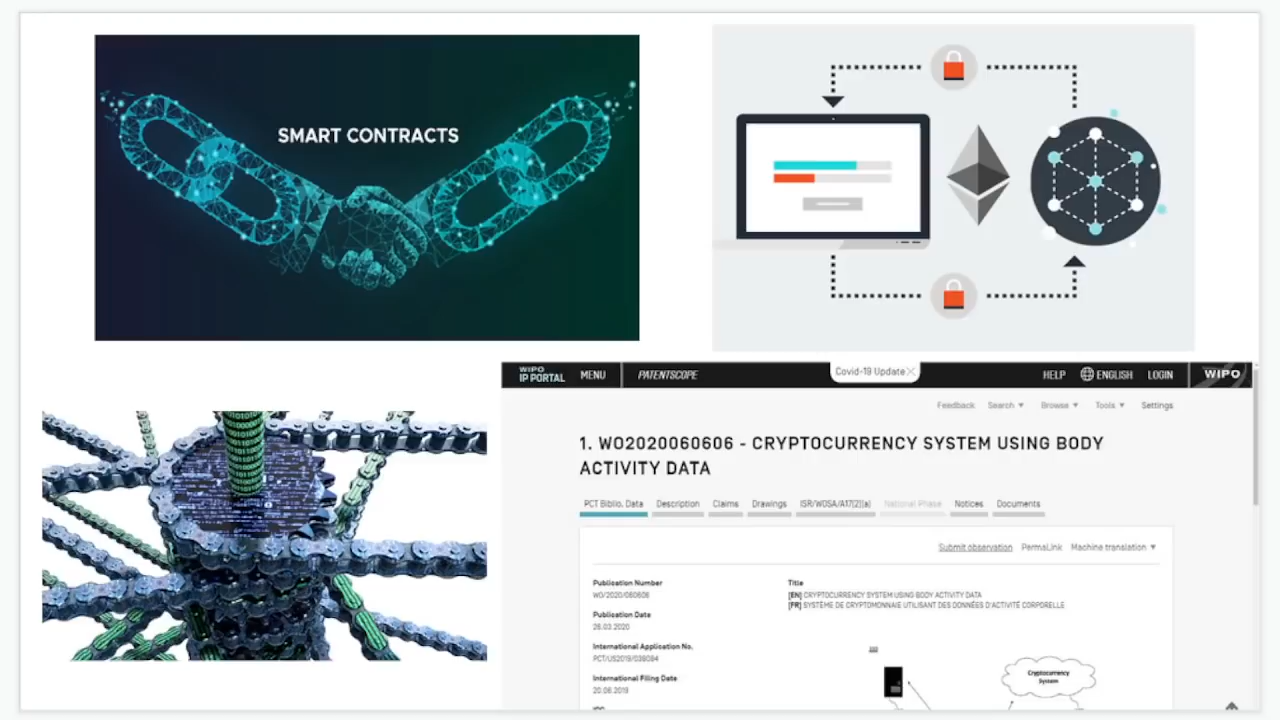 SMART CONTRACTS
WIPO
IP PORTAL
MENU
PATENTSCOPE
Covid-19 Update
HELP
ENGLISH
LOGIN
WIPO
Feedback
Search
Browse
Tools
Settings
1. WO2020060606 - CRYPTOCURRENCY SYSTEM USING BODY
ACTIVITY DATA
PCT Biblio. Data
Description
Claims
Drawings
ISR/WOSA/A17(2)(a)
National Phase
Notices
Documents
Submit observation
PermaLink
Machine translation
Publication Number
WO/2020/060606
Publication Date
26.03.2020
International Application No.
PCT/US2019/038084
International Filing Date
20.06.2019
Title
[EN] CRYPTOCURRENCY SYSTEM USING BODY ACTIVITY DATA
[FR] SYSTÈME DE CRYPTOMONNAIE UTILISANT DES DONNÉES D'ACTIVITÉ CORPORELLE
Cryptocurrency
System